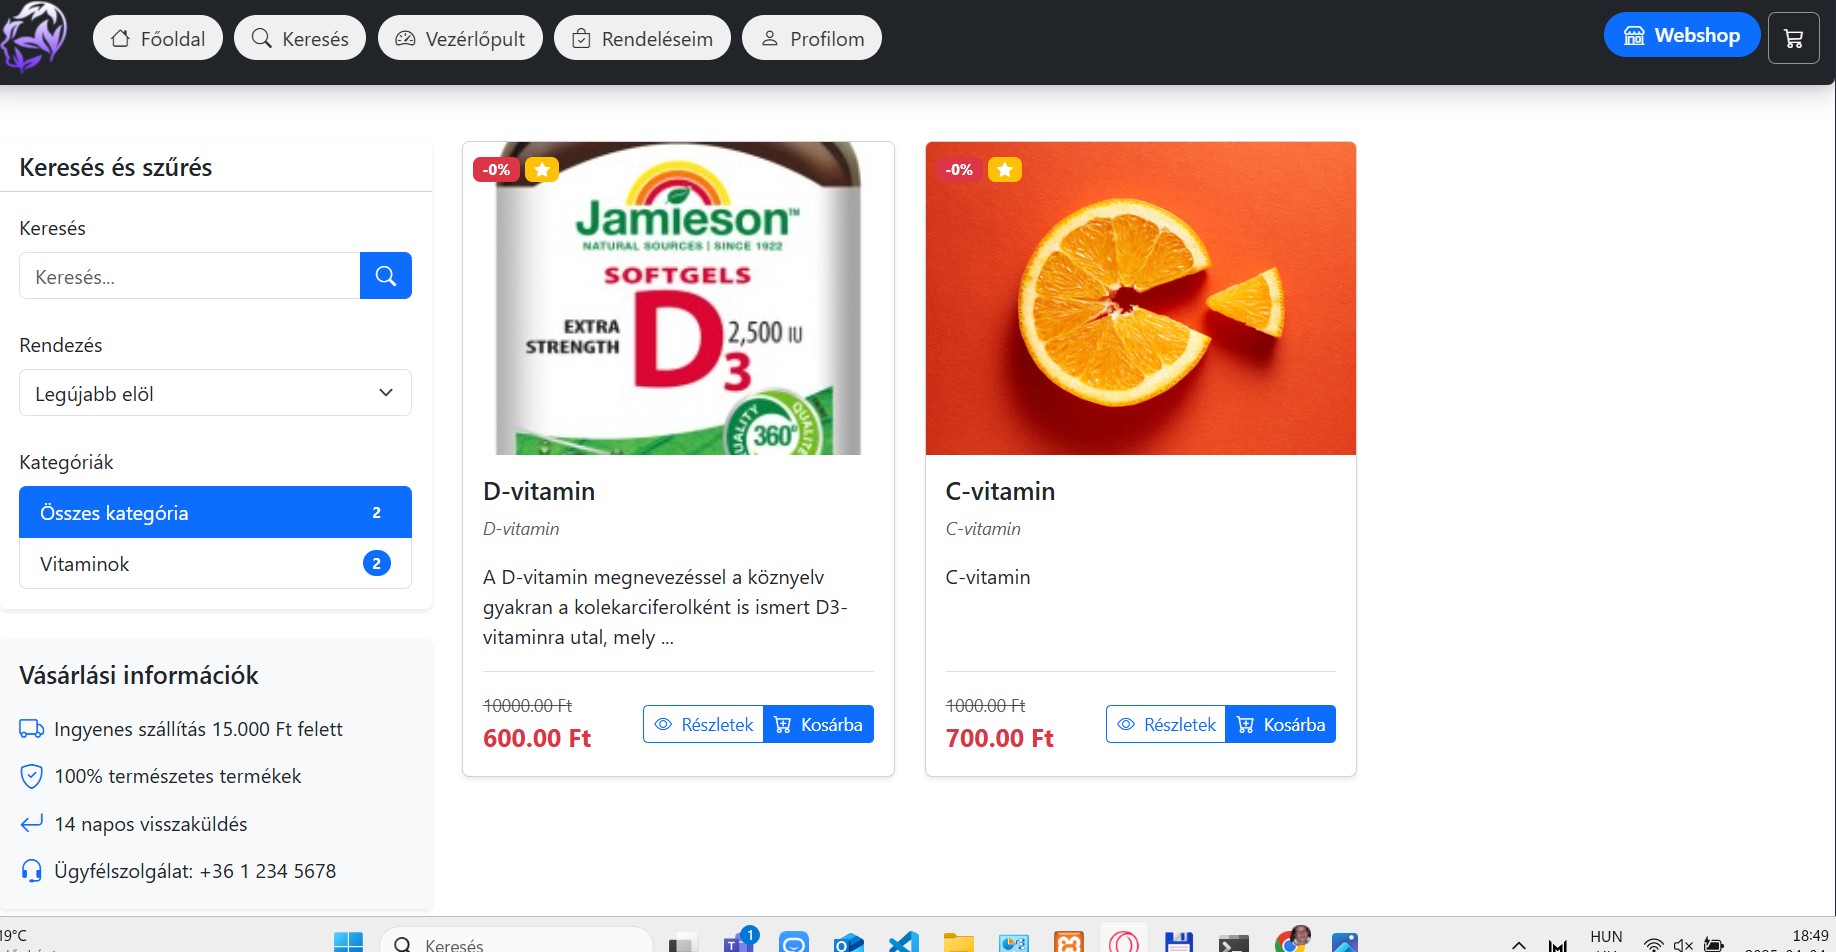 Főoldal
Keresés
Vezérlőpult
Rendeléseim
Profilom
Webshop
Keresés és szűrés
Keresés
Keresés...
Rendezés
Legújabb elöl
Kategóriák
Összes kategória 2
Vitaminok 2
Vásárlási információk
Ingyenes szállítás 15.000 Ft felett
100% természetes termékek
14 napos visszaküldés
Ügyfélszolgálat: +36 1 234 5678
-0%
Jamieson™
NATURAL SOURCES | SINCE 1922
SOFTGELS
EXTRA
STRENGTH
D3
2,500 IU
QUALITY
360°
D-vitamin
D-vitamin
A D-vitamin megnevezéssel a köznyelv
gyakran a kolekarciferolként is ismert D3-
vitaminra utal, mely ...
10000.00 Ft
600.00 Ft
Részletek
Kosárba
-0%
C-vitamin
C-vitamin
C-vitamin
1000.00 Ft
700.00 Ft
Részletek
Kosárba
19°C
Keresés
1
HUN
18:49